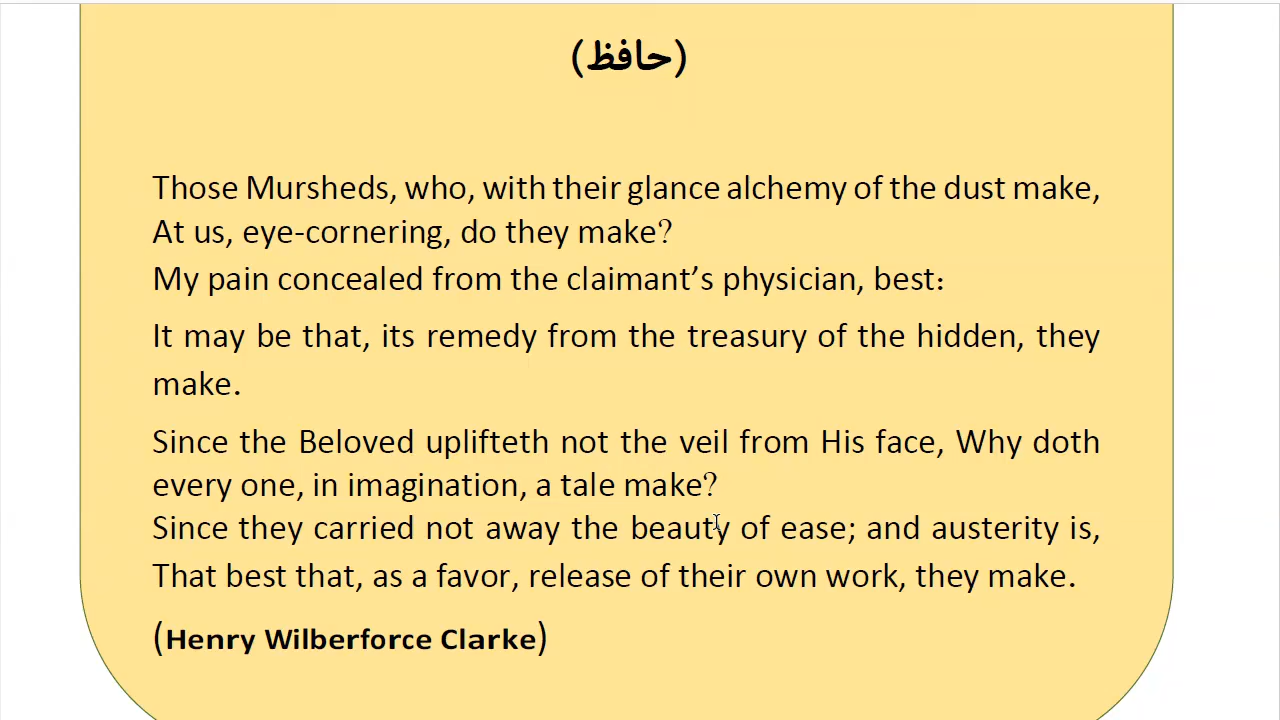 (حافظ)
Those Mursheds, who, with their glance alchemy of the dust make,
At us, eye-cornering, do they make?
My pain concealed from the claimant’s physician, best:
It may be that, its remedy from the treasury of the hidden, they
make.
Since the Beloved uplifteth not the veil from His face, Why doth
every one, in imagination, a tale make?
Since they carried not away the beauty of ease; and austerity is,
That best that, as a favor, release of their own work, they make.
(Henry Wilberforce Clarke)